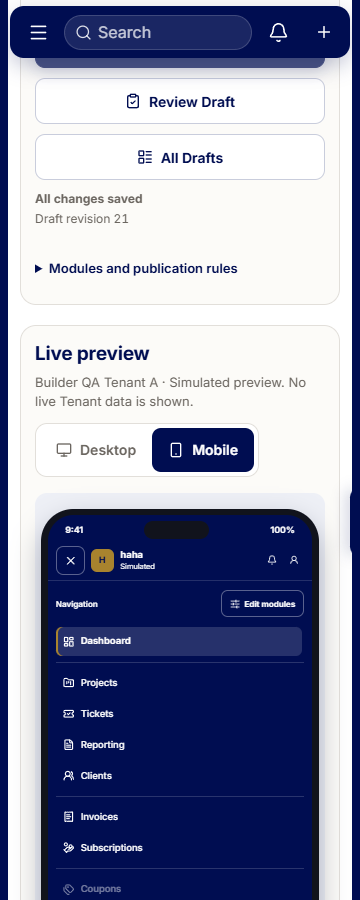 Search
Review Draft
All Drafts
All changes saved
Draft revision 21
Modules and publication rules
Live preview
Builder QA Tenant A · Simulated preview. No
live Tenant data is shown.
Desktop
Mobile
9:41
100%
H
haha
Simulated
Navigation
Edit modules
Dashboard
Projects
Tickets
Reporting
Clients
Invoices
Subscriptions
Coupons